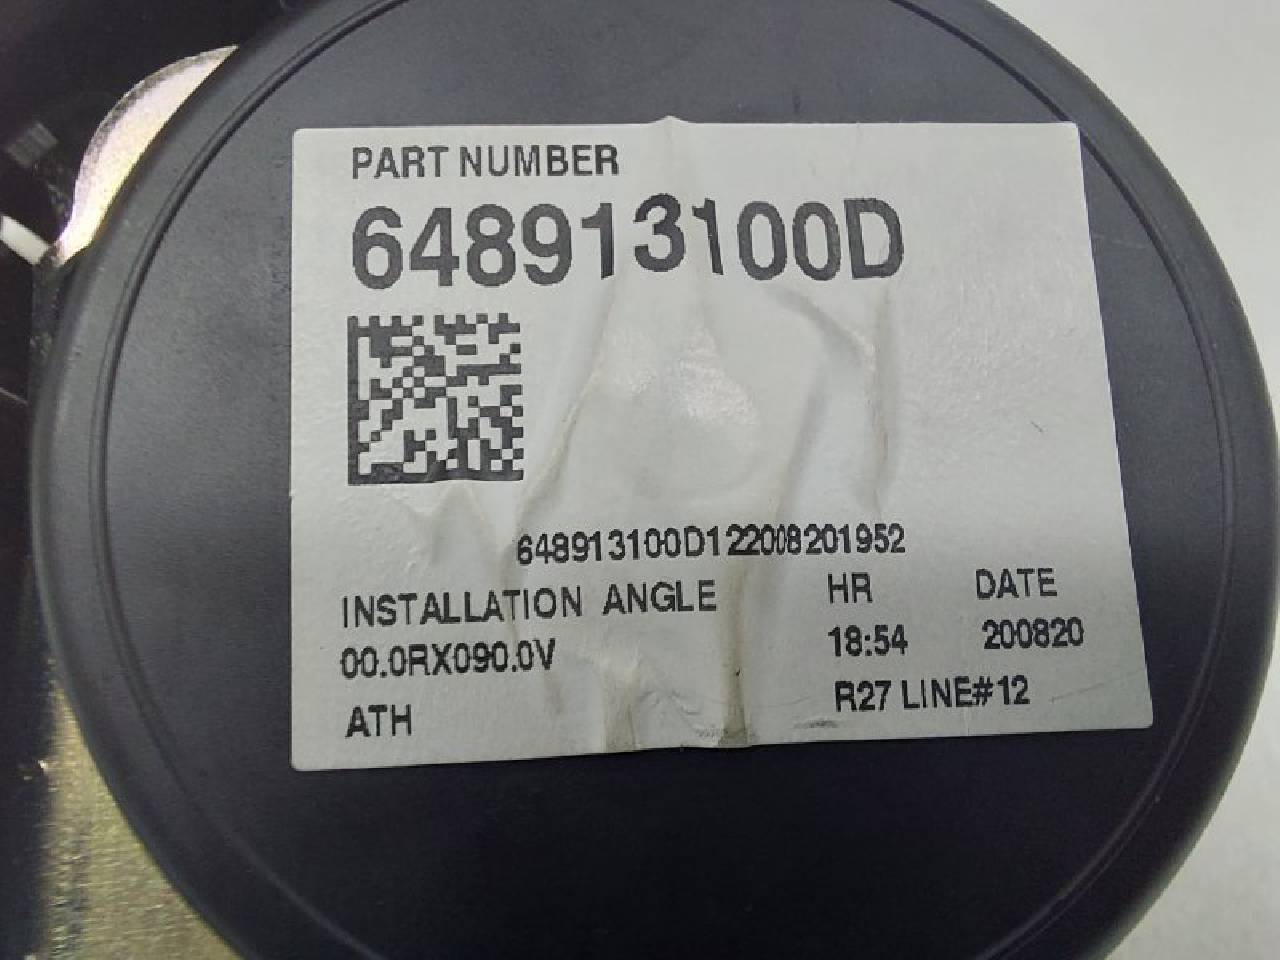 PART NUMBER
648913100D
648913100D122008201952
INSTALLATION ANGLE HR DATE
00.0RX090.0V 18:54 200820
ATH R27 LINE#12